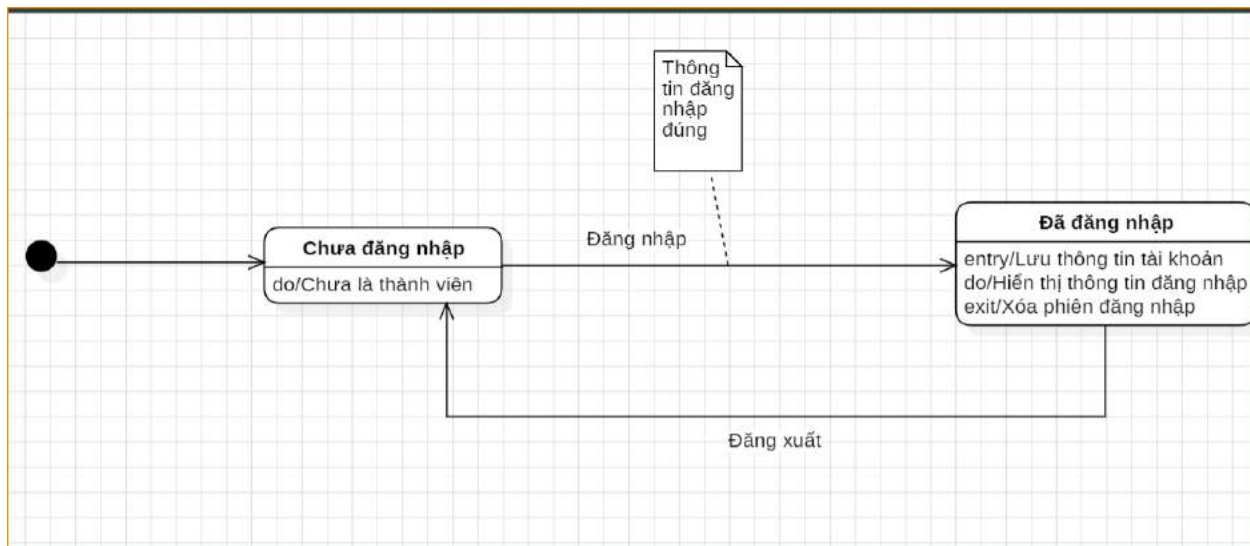 Thông
tin đăng
nhập
đúng
Đã đăng nhập
Đăng nhập
Chưa đăng nhập
entry/Lưu thông tin tài khoản
do/Hiển thị thông tin đăng nhập
do/Chưa là thành viên
exit/Xóa phiên đăng nhập
Đăng xuất